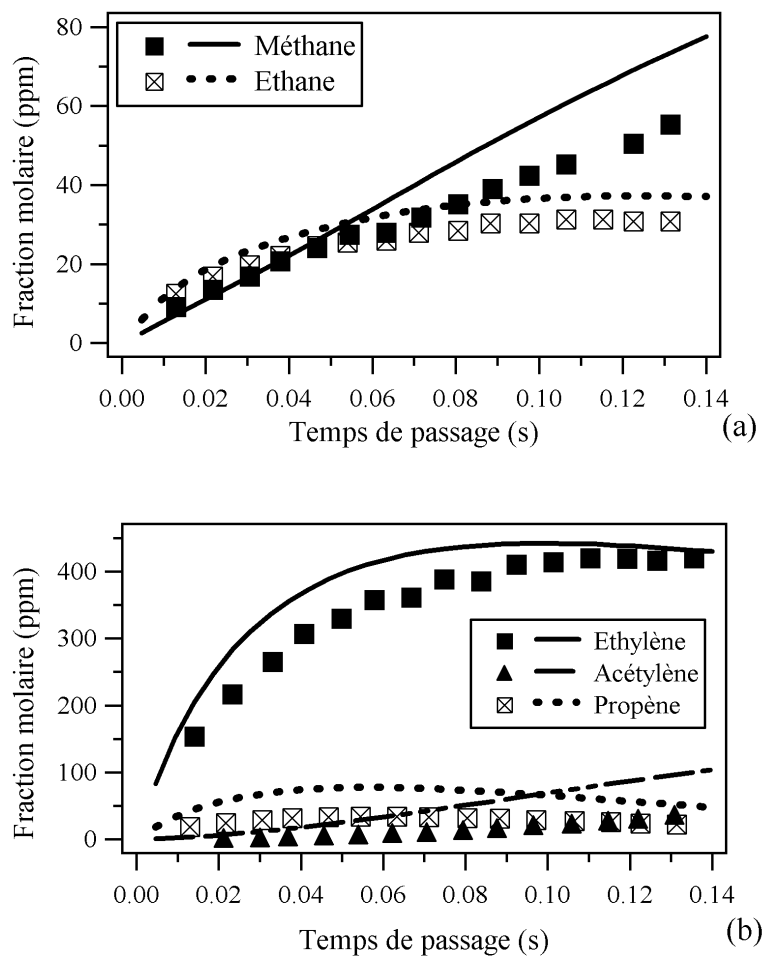 80
60
40
20
0
Fraction molaire (ppm)
Méthane
Ethane
0.00 0.02 0.04 0.06 0.08 0.10 0.12 0.14
Temps de passage (s)
(a)
400
300
200
100
0
Fraction molaire (ppm)
Ethylène
Acétylène
Propène
0.00 0.02 0.04 0.06 0.08 0.10 0.12 0.14
Temps de passage (s)
(b)